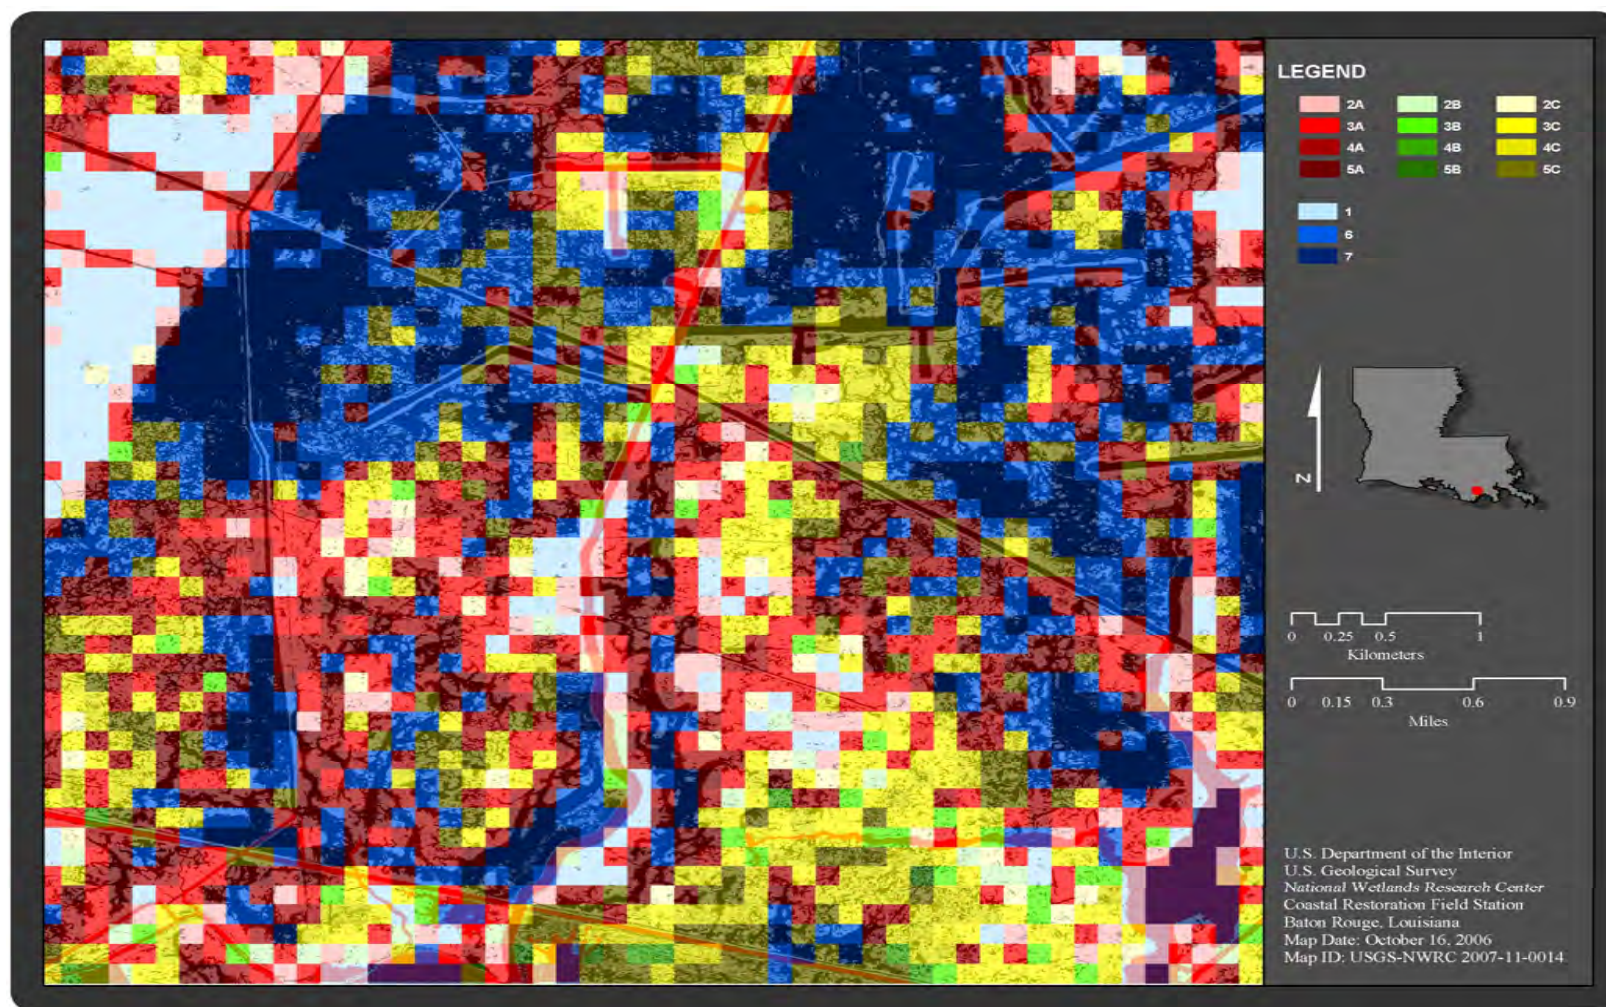 LEGEND
2A 2B 2C
3A 3B 3C
4A 4B 4C
5A 5B 5C
1
6
7
N
0 0.25 0.5 1
Kilometers
0 0.15 0.3 0.6 0.9
Miles
U.S. Department of the Interior
U.S. Geological Survey
National Wetlands Research Center
Coastal Restoration Field Station
Baton Rouge, Louisiana
Map Date: October 16, 2006
Map ID: USGS-NWRC 2007-11-0014